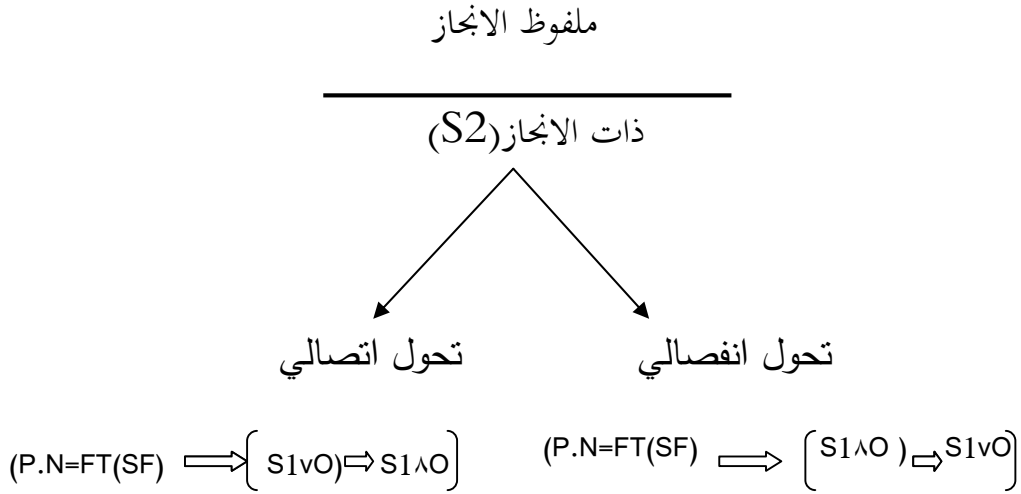 ملفوظ الانجاز
ذات الانجاز(S2)
تحول انفصالي تحول اتصالي
(P.N=FT(SF) ⇒ [ S1vO) ⇒ S1∧O] (P.N=FT(SF) ⇒ [S1∧O ) ⇒ S1vO]